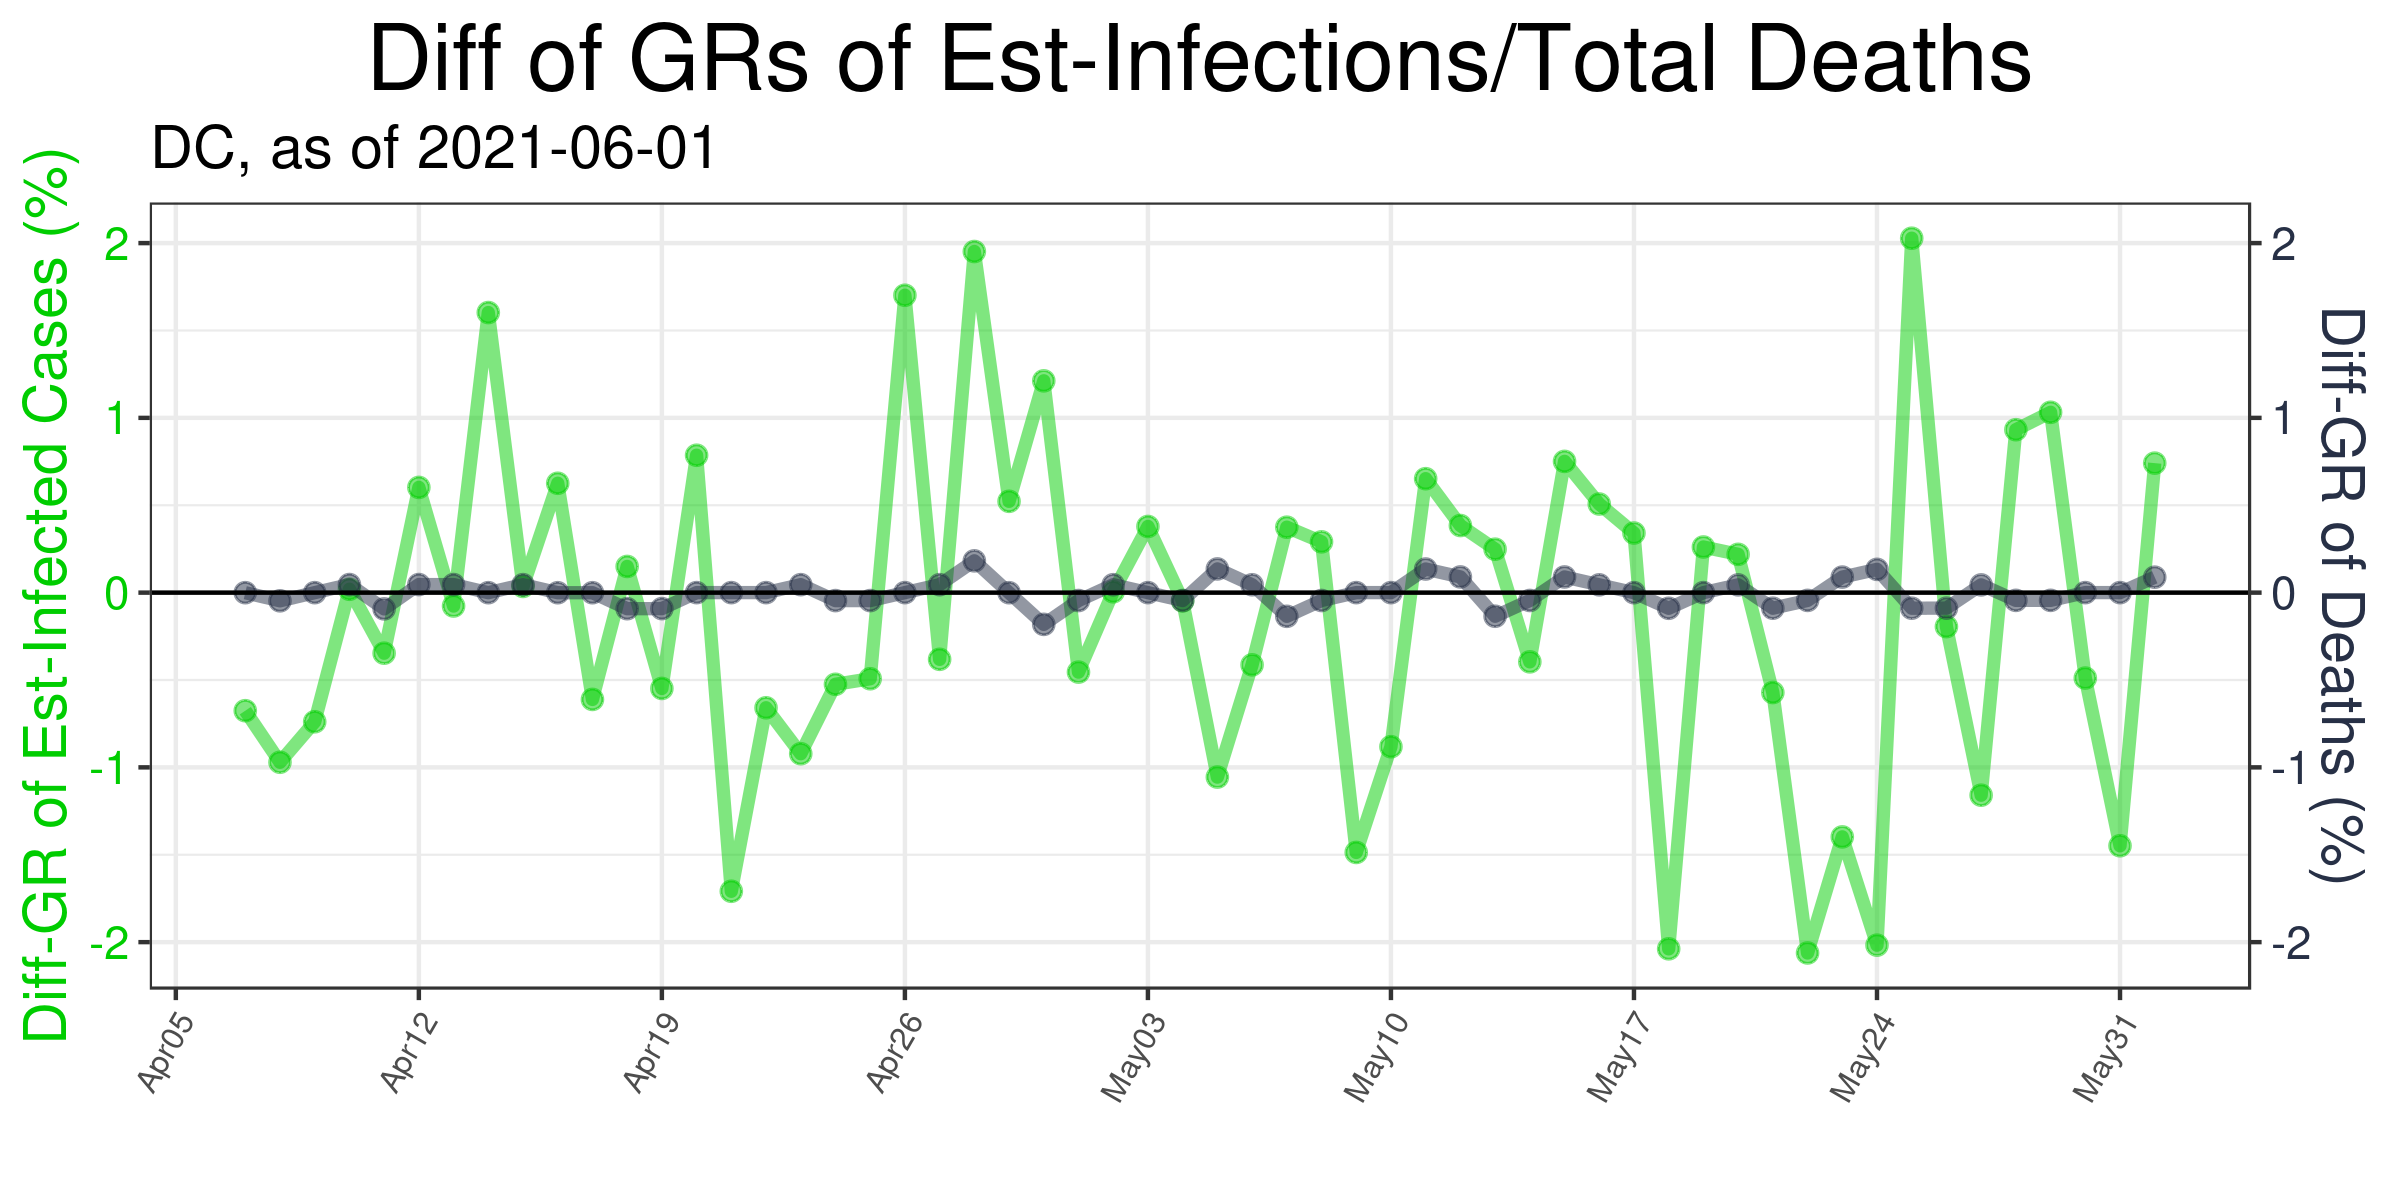 Diff of GRs of Est-Infections/Total Deaths
DC, as of 2021-06-01
Diff-GR of Est-Infected Cases (%)
2
1
0
-1
-2
2
1
0
-1
-2
Diff-GR of Deaths (%)
Apr05
Apr12
Apr19
Apr26
May03
May10
May17
May24
May31